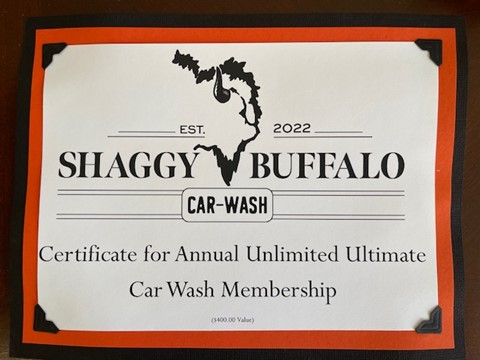 EST. 2022
SHAGGY BUFFALO
CAR-WASH
Certificate for Annual Unlimited Ultimate
Car Wash Membership
($400.00 Value)